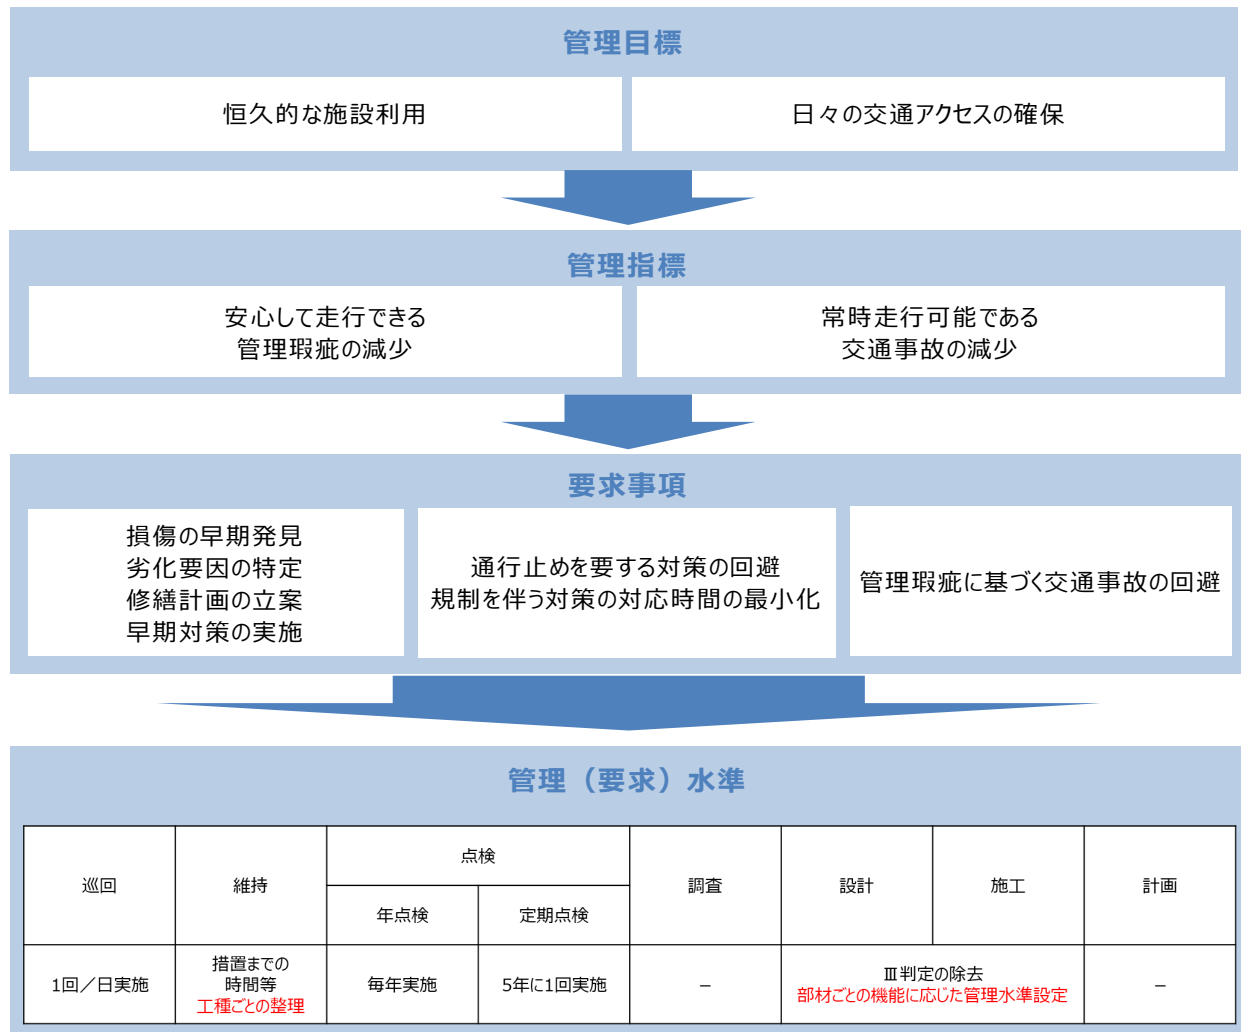 管理目標
恒久的な施設利用
日々の交通アクセスの確保
管理指標
安心して走行できる
管理瑕疵の減少
常時走行可能である
交通事故の減少
要求事項
損傷の早期発見
劣化要因の特定
修繕計画の立案
早期対策の実施
通行止めを要する対策の回避
規制を伴う対策の対応時間の最小化
管理瑕疵に基づく交通事故の回避
管理（要求）水準
巡回
維持
点検
年点検
定期点検
調査
設計
施工
計画
1回／日実施
措置までの
時間等
工種ごとの整理
毎年実施
5年に1回実施
－
Ⅲ判定の除去
部材ごとの機能に応じた管理水準設定
－